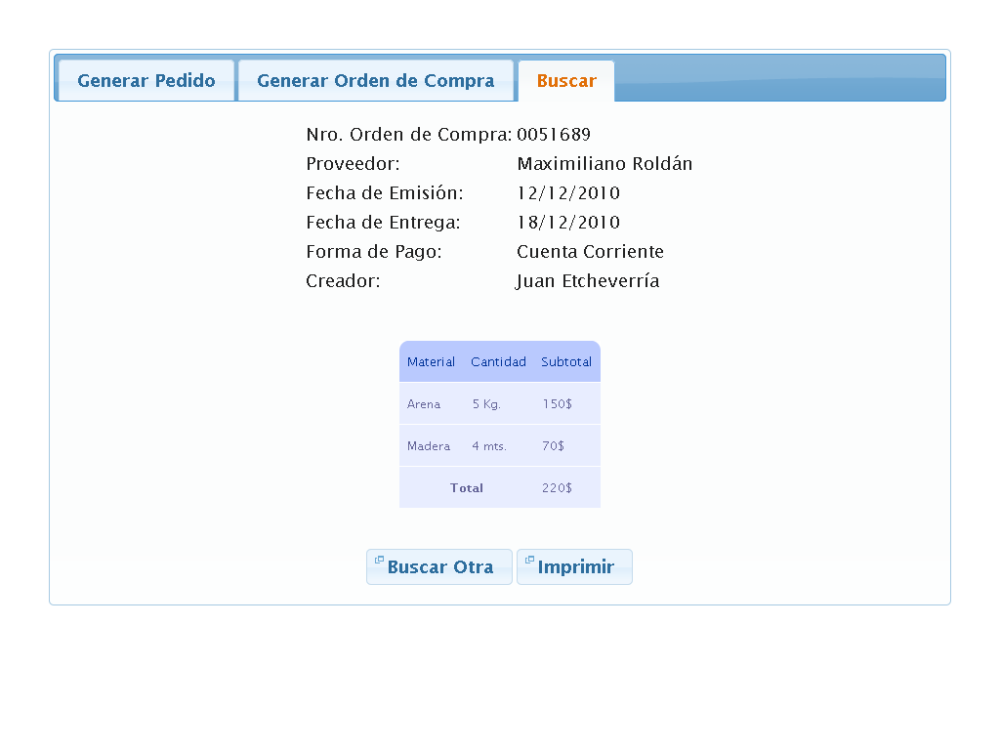 Generar Pedido Generar Orden de Compra Buscar
Nro. Orden de Compra: 0051689
Proveedor: Maximiliano Roldán
Fecha de Emisión: 12/12/2010
Fecha de Entrega: 18/12/2010
Forma de Pago: Cuenta Corriente
Creador: Juan Etcheverría
Material Cantidad Subtotal
Arena 5 Kg. 150$
Madera 4 mts. 70$
Total 220$
Buscar Otra Imprimir